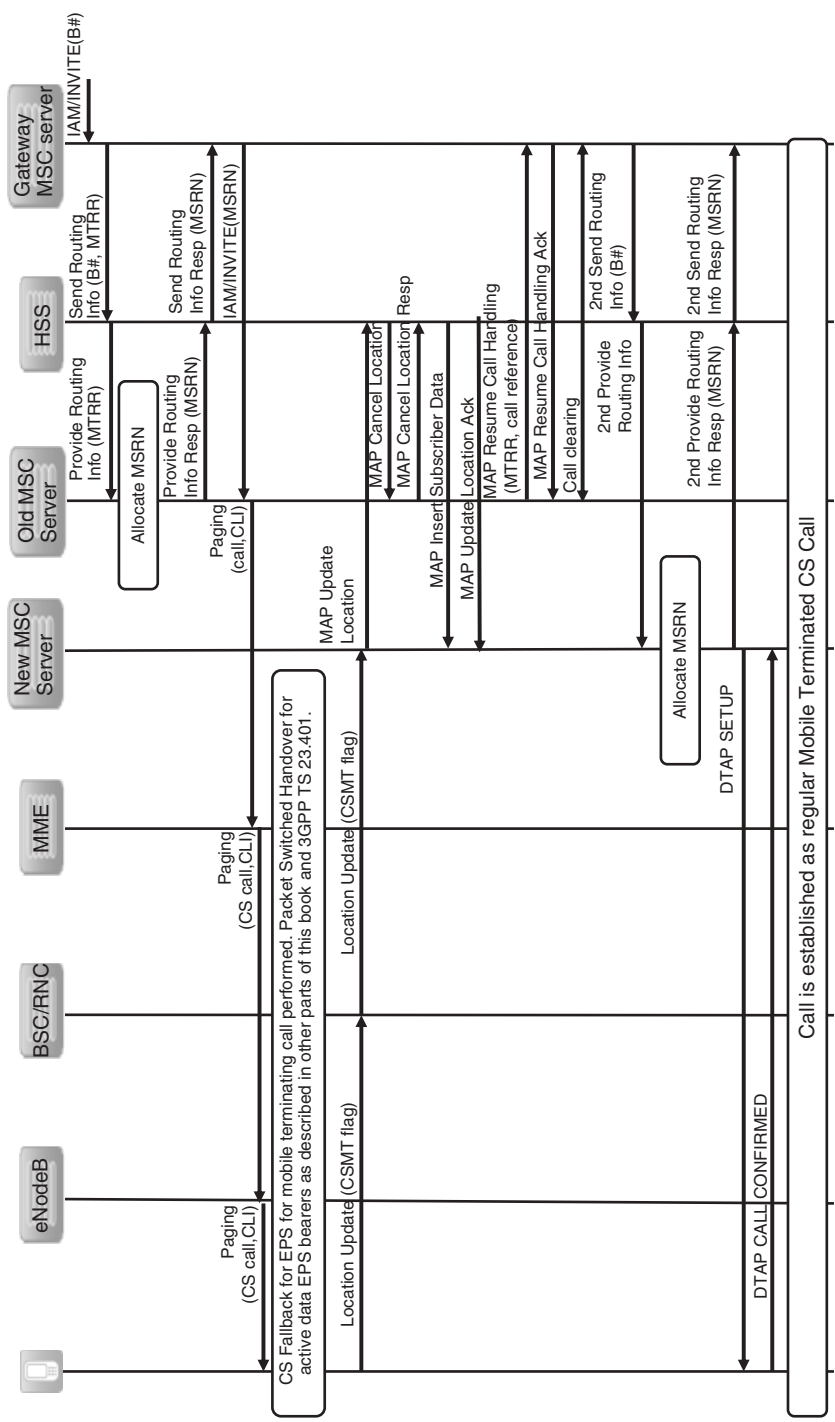 eNodeB
BSC/RNC
MME
New MSC
Server
Old MSC
Server
HSS
Gateway
MSC server
IAM/INVITE(B#)
Send Routing
Info (B#, MTRR)
Provide Routing
Info (MTRR)
Allocate MSRN
Provide Routing
Info Resp (MSRN)
Send Routing
Info Resp (MSRN)
IAM/INVITE(MSRN)
Paging
(call,CLI)
Paging
(CS call,CLI)
Paging
(CS call,CLI)
CS Fallback for EPS for mobile terminating call performed. Packet Switched Handover for
active data EPS bearers as described in other parts of this book and 3GPP TS 23.401.
Location Update (CSMT flag)
Location Update (CSMT flag)
MAP Update
Location
MAP Cancel Location
MAP Cancel Location Resp
MAP Insert Subscriber Data
MAP Update Location Ack
MAP Resume Call Handling
(MTRR, call reference)
MAP Resume Call Handling Ack
Call clearing
2nd Send Routing
Info (B#)
2nd Provide
Routing Info
Allocate MSRN
2nd Provide Routing
Info Resp (MSRN)
2nd Send Routing
Info Resp (MSRN)
DTAP SETUP
DTAP CALL CONFIRMED
Call is established as regular Mobile Terminated CS Call